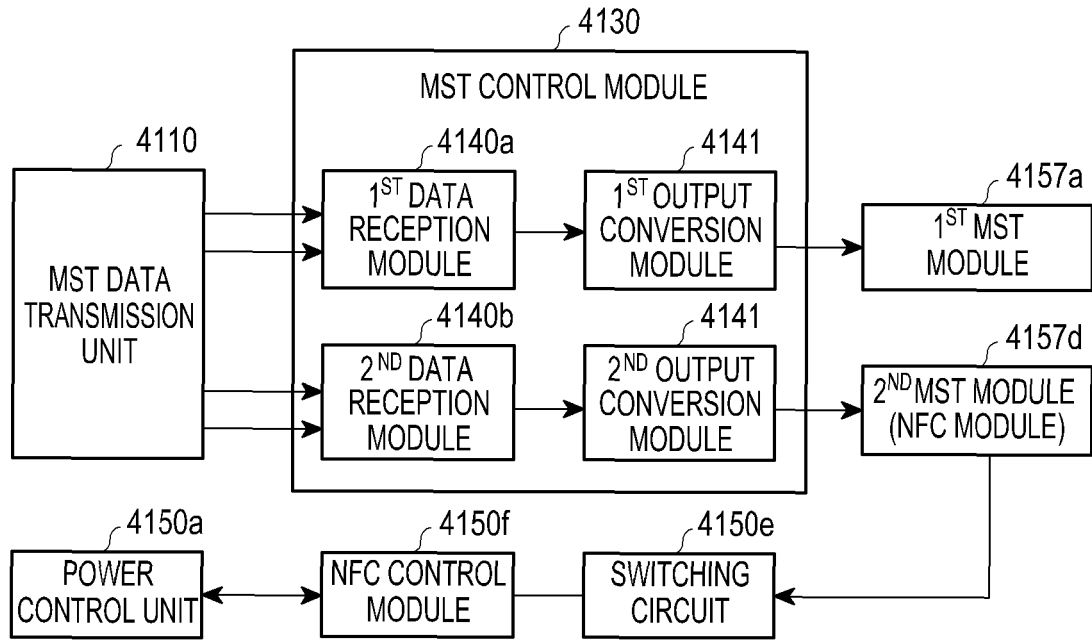 4130
MST CONTROL MODULE
4110
MST DATA
TRANSMISSION
UNIT
4140a
1ST DATA
RECEPTION
MODULE
4141
1ST OUTPUT
CONVERSION
MODULE
4157a
1ST MST
MODULE
4140b
2ND DATA
RECEPTION
MODULE
4141
2ND OUTPUT
CONVERSION
MODULE
4157d
2ND MST MODULE
(NFC MODULE)
4150a
POWER
CONTROL UNIT
4150f
NFC CONTROL
MODULE
4150e
SWITCHING
CIRCUIT